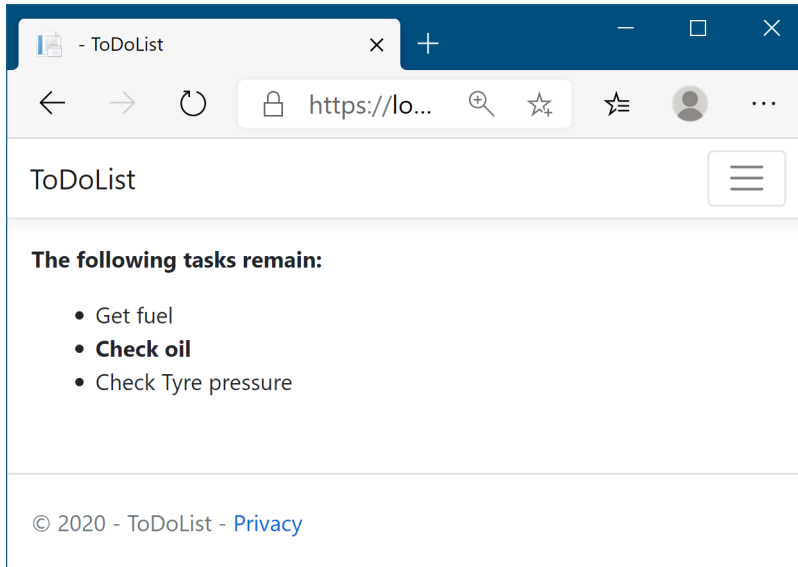 - ToDoList
https://lo...
ToDoList
The following tasks remain:
Get fuel
Check oil
Check Tyre pressure
© 2020 - ToDoList - Privacy